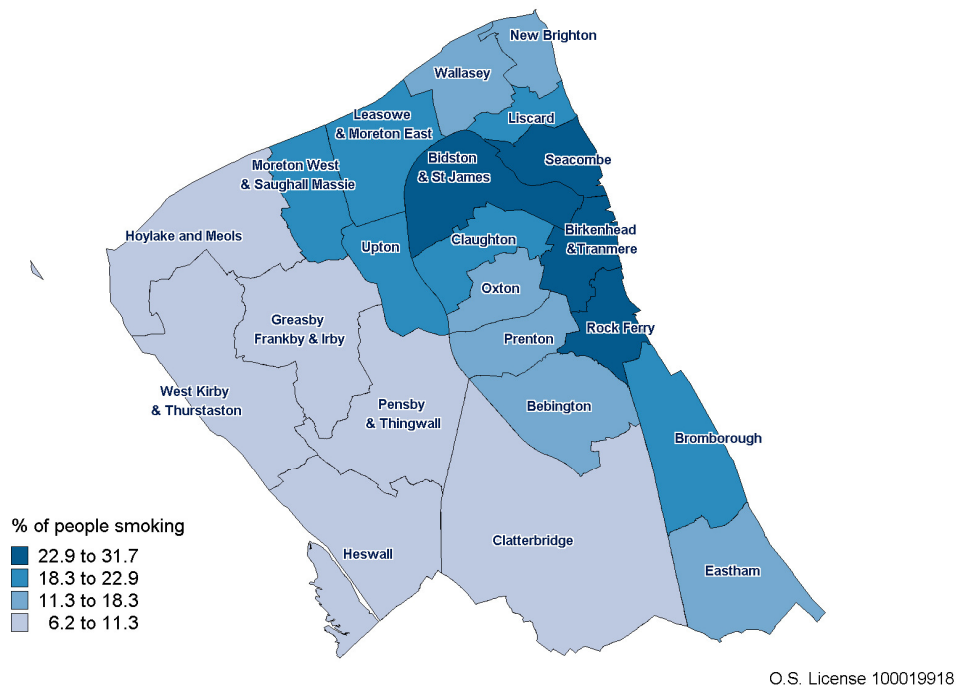 New Brighton
Wallasey
Leasowe
& Moreton East
Liscard
Bidston
& St James
Seacombe
Moreton West
& Saughall Massie
Hoylake and Meols
Upton
Claughton
Birkenhead
&Tranmere
Oxton
Greasby
Frankby & Irby
Prenton
Rock Ferry
West Kirby
& Thurstaston
Pensby
& Thingwall
Bebington
Bromborough
Heswall
Clatterbridge
Eastham
% of people smoking
22.9 to 31.7
18.3 to 22.9
11.3 to 18.3
6.2 to 11.3
O.S. License 100019918